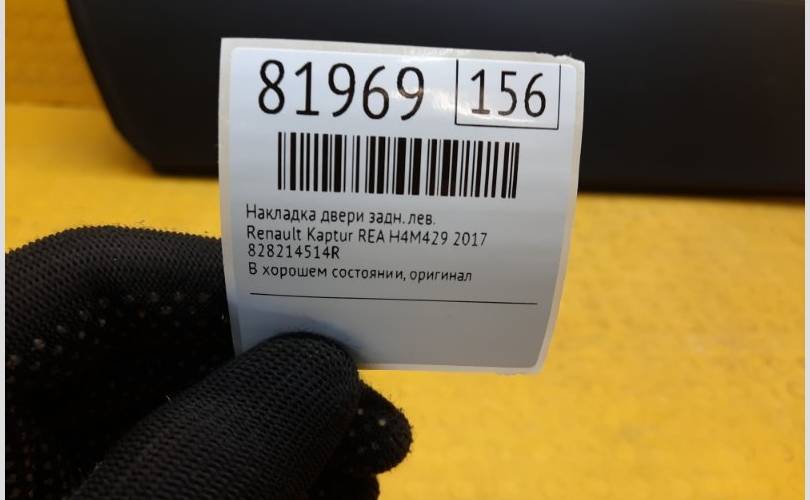 81969 156
Накладка двери задн. лев.
Renault Kaptur REA H4M429 2017
828214514R
В хорошем состоянии, оригинал